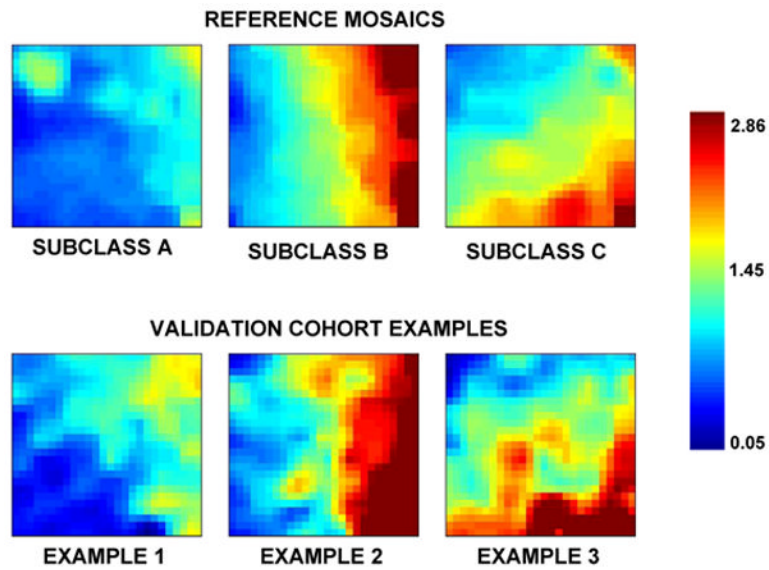 REFERENCE MOSAICS
SUBCLASS A
SUBCLASS B
SUBCLASS C
2.86
1.45
0.05
VALIDATION COHORT EXAMPLES
EXAMPLE 1
EXAMPLE 2
EXAMPLE 3